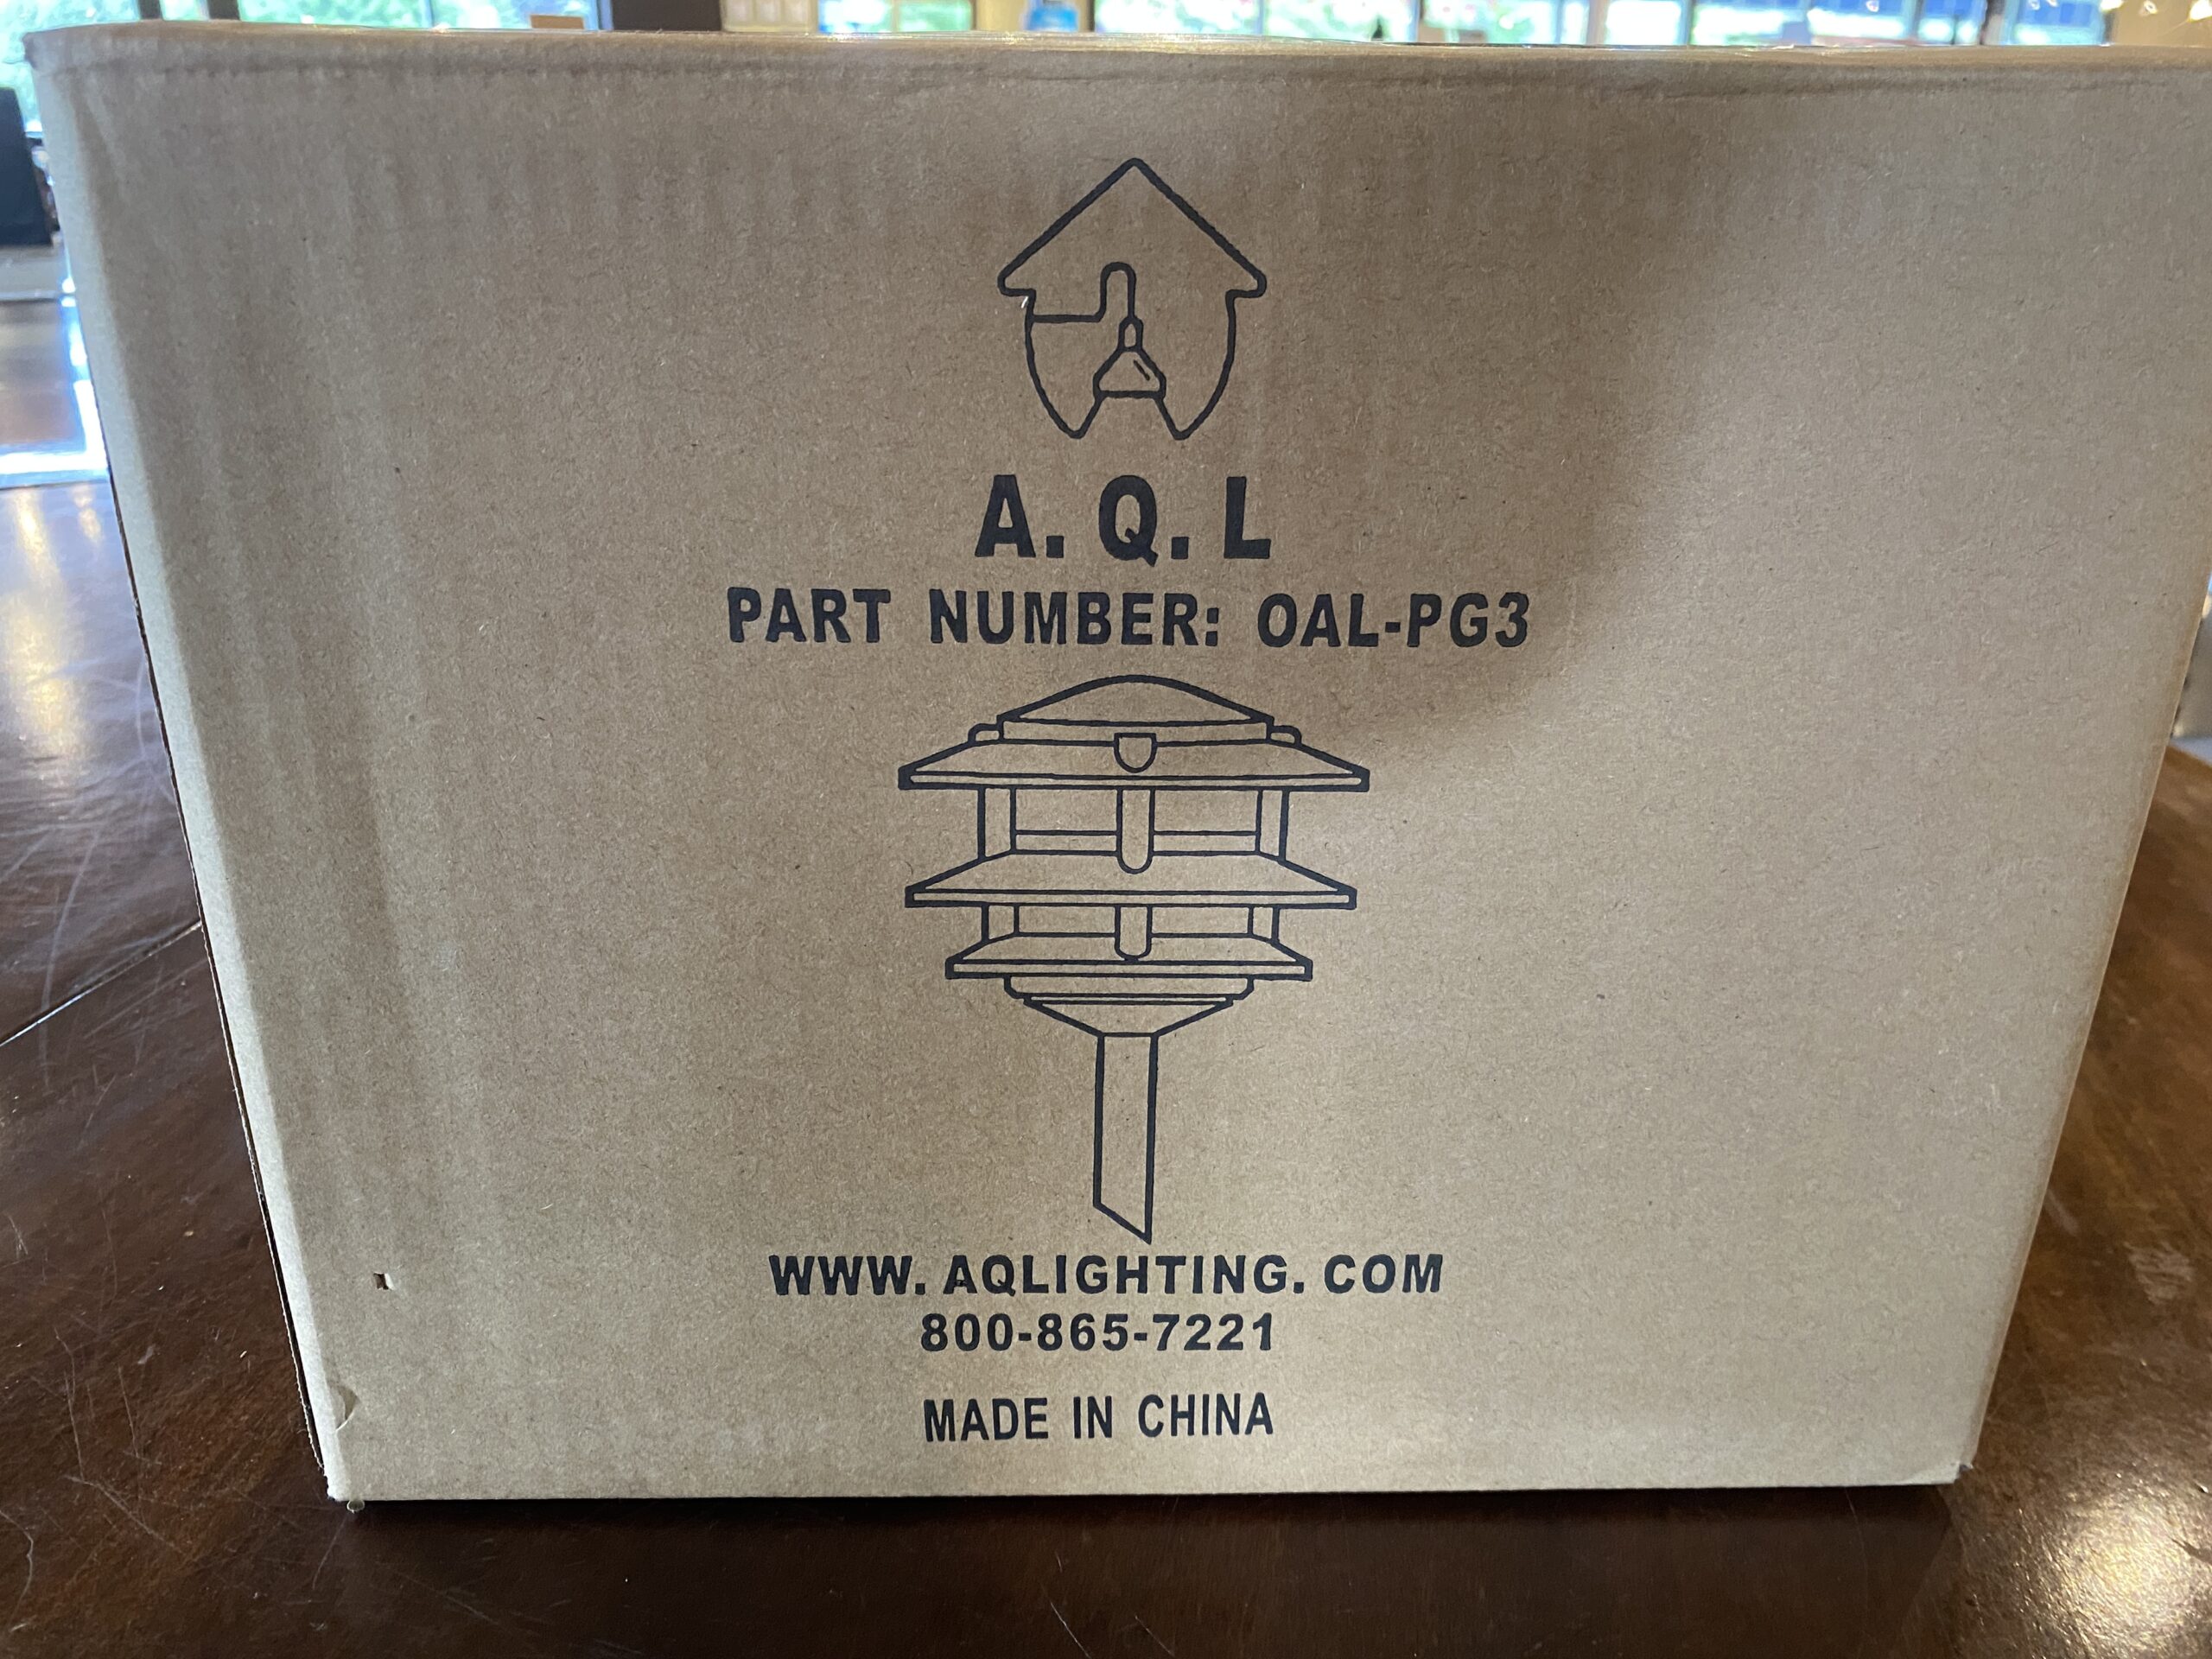 A.Q.L
PART NUMBER: OAL-PG3
WWW.AQLIGHTING.COM
800-865-7221
MADE IN CHINA